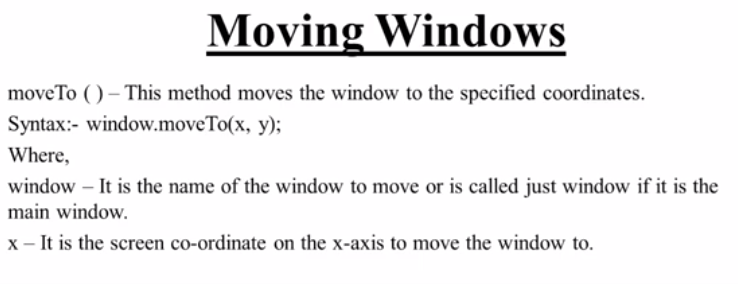 Moving Windows
moveTo ( ) – This method moves the window to the specified coordinates.
Syntax:- window.moveTo(x, y);
Where,
window – It is the name of the window to move or is called just window if it is the
main window.
x – It is the screen co-ordinate on the x-axis to move the window to.